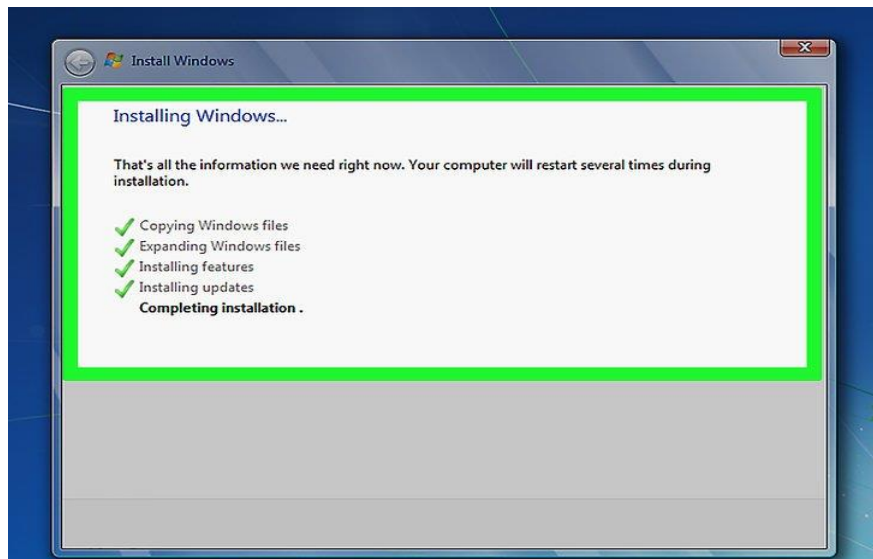 Install Windows
Installing Windows...
That's all the information we need right now. Your computer will restart several times during
installation.
Copying Windows files
Expanding Windows files
Installing features
Installing updates
Completing installation .